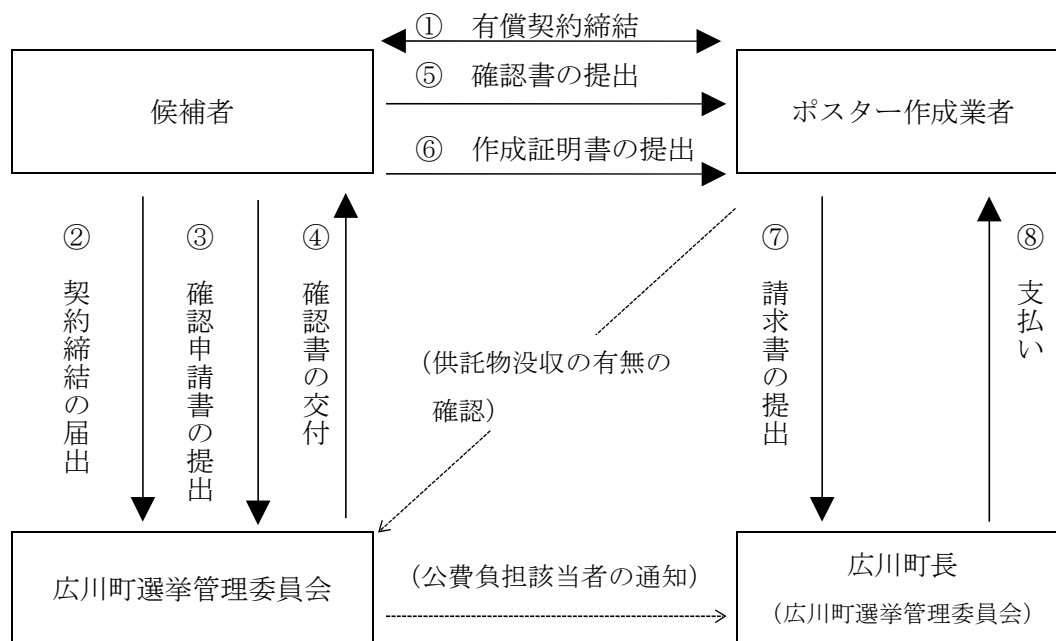 ① 有償契約締結
候補者
⑤ 確認書の提出
ポスター作成業者
⑥ 作成証明書の提出
② 契約締結の届出
③ 確認申請書の提出
④ 確認書の交付
⑦ 請求書の提出
⑧ 支払い
（供託物没収の有無の
確認）
広川町選挙管理委員会
（公費負担該当者の通知）
広川町長
（広川町選挙管理委員会）